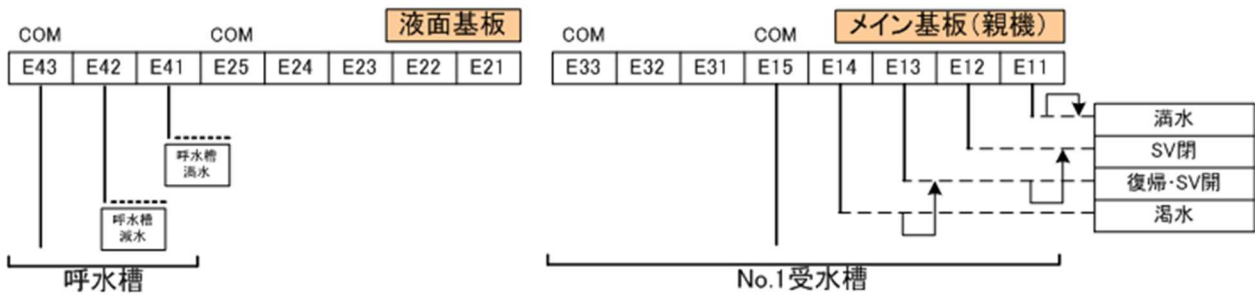 COM COM 液面基板
E43 E42 E41 E25 E24 E23 E22 E21
呼水槽
満水
呼水槽
減水
呼水槽
COM COM メイン基板(親機)
E33 E32 E31 E15 E14 E13 E12 E11
満水
SV閉
復帰・SV開
渇水
No.1受水槽